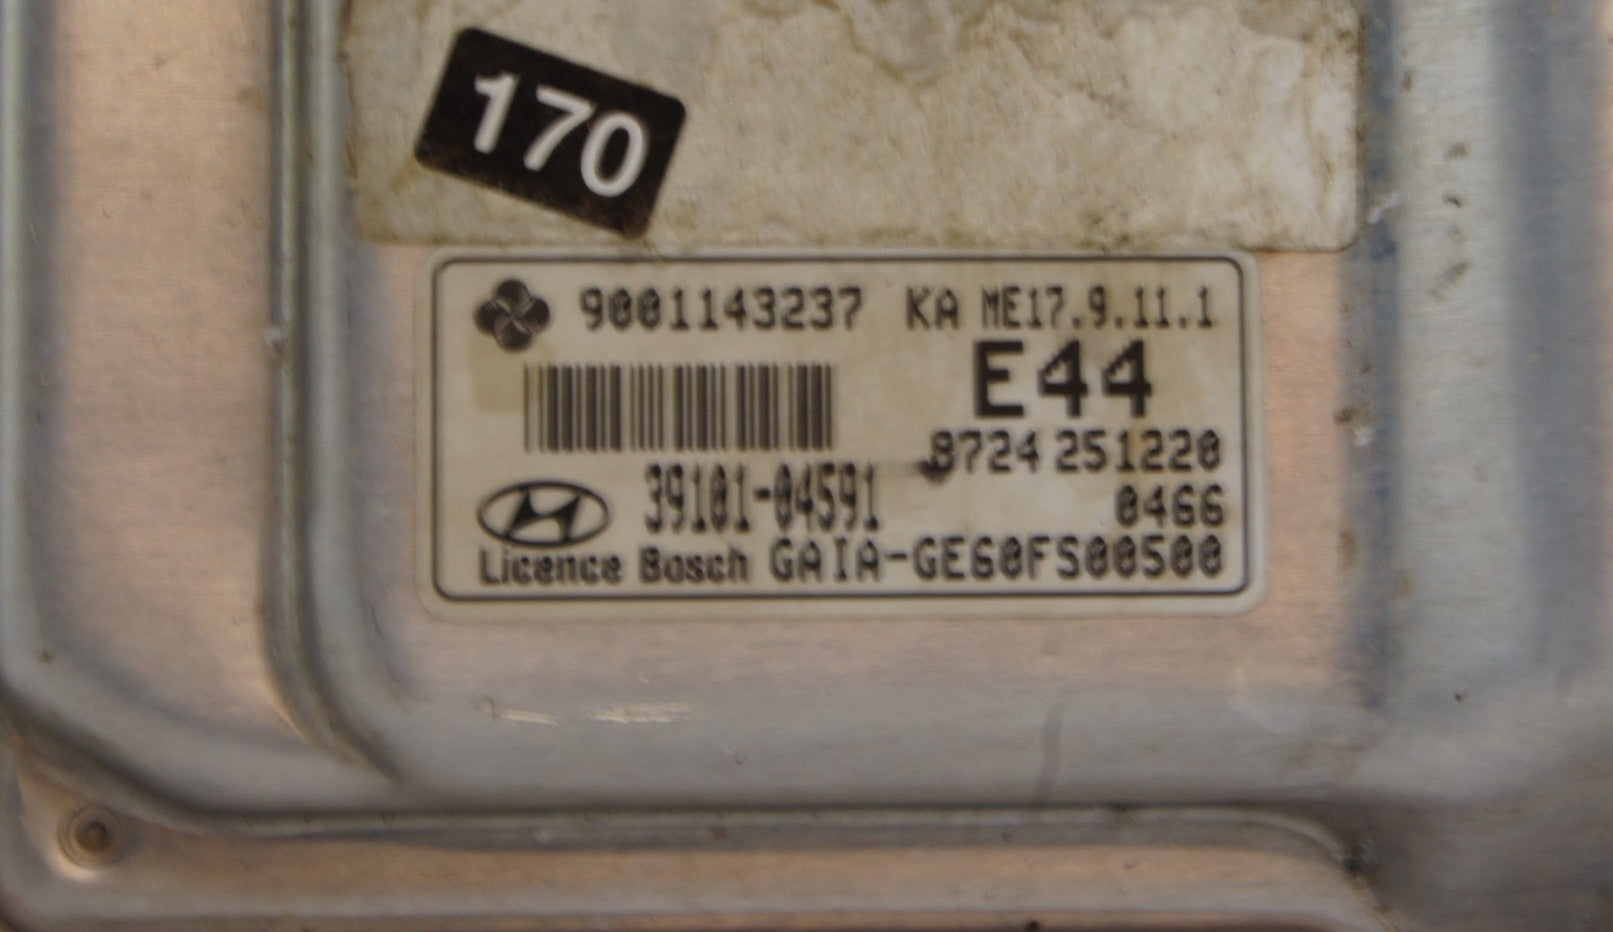 170
9001143237 KA ME17.9.11.1
E44
8724 251220
39101-04591
0466
Licence Bosch GAIA-GE60FS00500